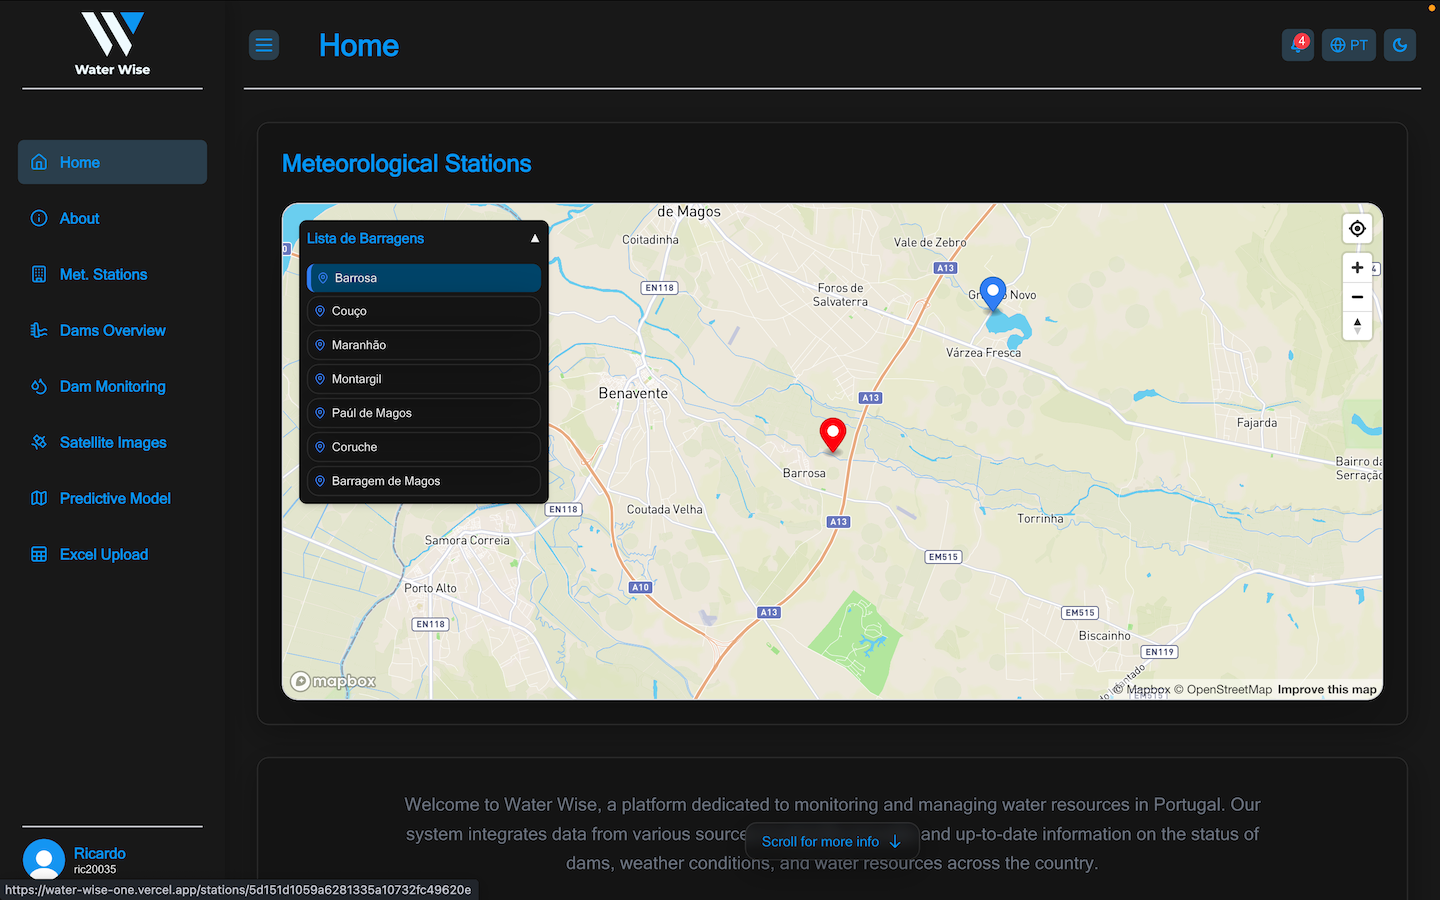 Water Wise
Home
4
PT
Home
About
Met. Stations
Dams Overview
Dam Monitoring
Satellite Images
Predictive Model
Excel Upload
Ricardo
ric20035
Meteorological Stations
Lista de Barragens ▲
Barrosa
Couço
Maranhão
Montargil
Paúl de Magos
Coruche
Barragem de Magos
de Magos
Coitadinha
Vale de Zebro
A13
EN118
Foros de
Salvaterra
Novo
Várzea Fresca
Benavente
A13
Fajarda
Barrosa
Bairro da
Serração
EN118
Coutada Velha
A13
Torrinha
Samora Correia
EM515
Porto Alto
A10
A13
EM515
EN118
Biscainho
EN119
mapbox
© Mapbox © OpenStreetMap Improve this map
Welcome to Water Wise, a platform dedicated to monitoring and managing water resources in Portugal. Our
system integrates data from various source
Scroll for more info ↓
and up-to-date information on the status of
dams, weather conditions, and water resources across the country.
https://water-wise-one.vercel.app/stations/5d151d1059a6281335a10732fc49620e